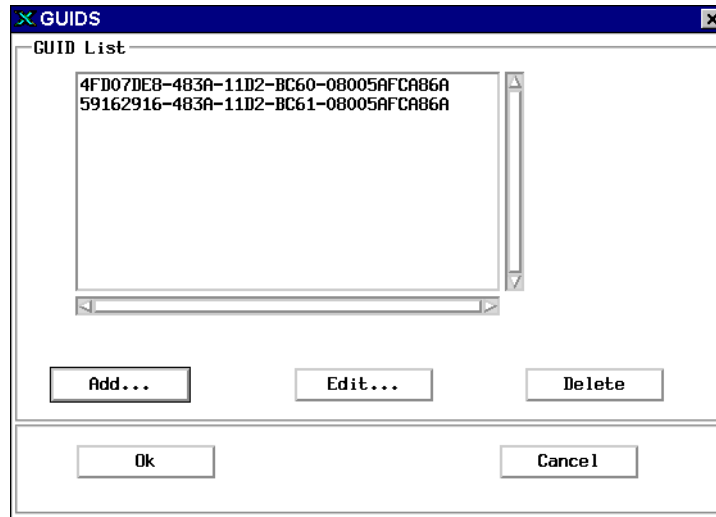 GUIDS
GUID List
4FD07DE8-483A-11D2-BC60-08005AFCA86A
59162916-483A-11D2-BC61-08005AFCA86A
Add... Edit... Delete
Ok Cancel